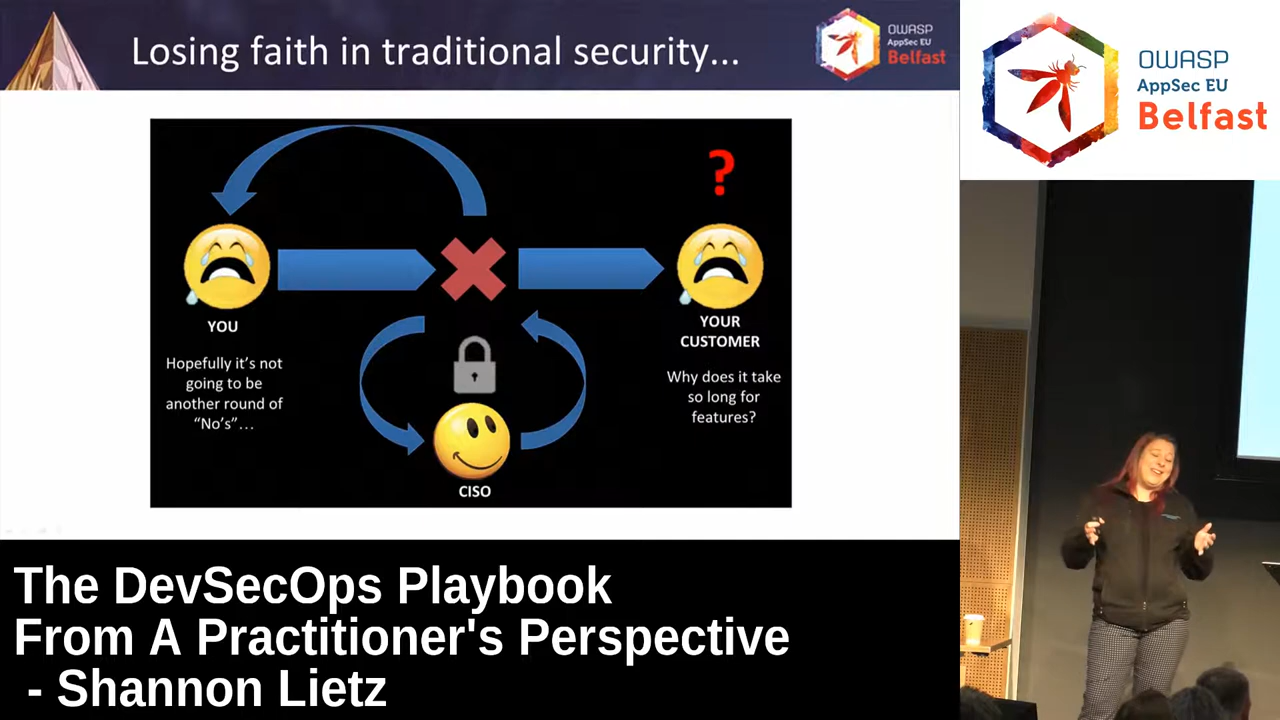 Losing faith in traditional security...
OWASP
AppSec EU
Belfast
OWASP
AppSec EU
Belfast
?
YOU
Hopefully it's not
going to be
another round of
“No's”...
YOUR
CUSTOMER
Why does it take
so long for
features?
CISO
The DevSecOps Playbook
From A Practitioner's Perspective
- Shannon Lietz